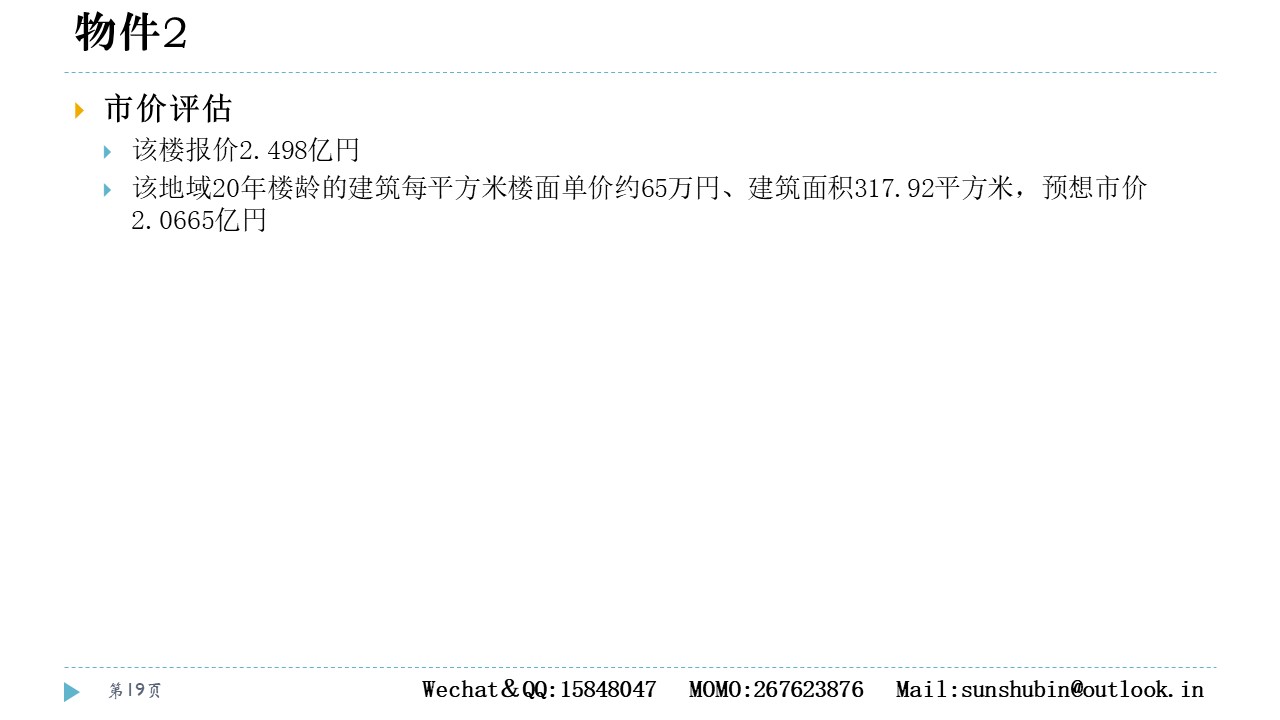 物件2
市价评估
该楼报价2.498亿円
该地域20年楼龄的建筑每平方米楼面单价约65万円、建筑面积317.92平方米，预想市价
2.0665亿円
第19页
Wechat＆QQ:15848047 MOMO:267623876 Mail:sunshubin@outlook.in